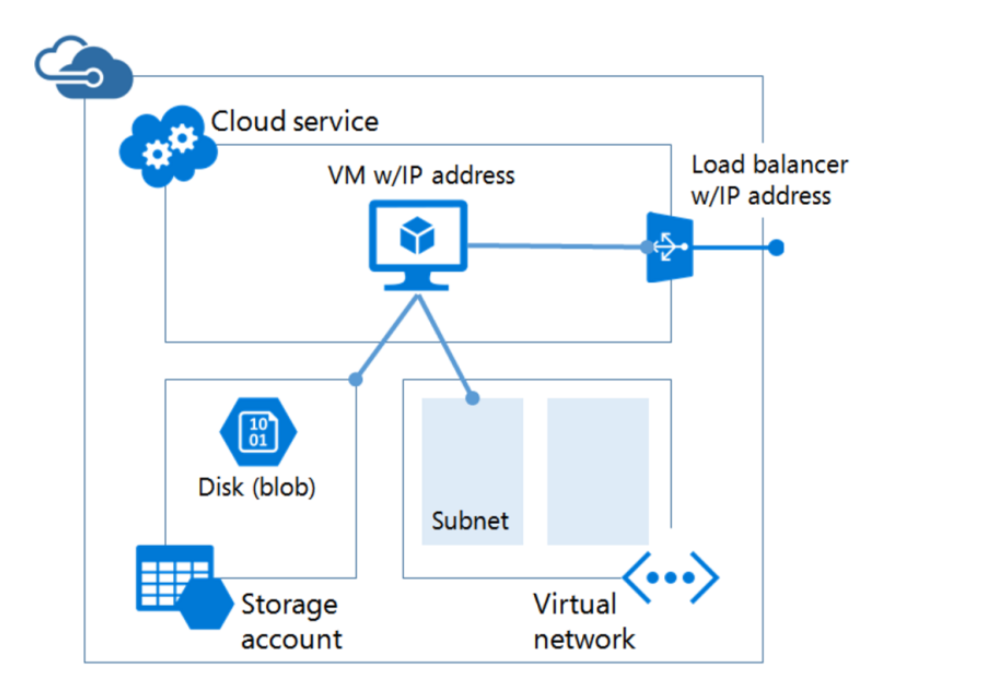 Cloud service
VM w/IP address
Load balancer
w/IP address
10
01
Disk (blob)
Subnet
Storage
account
Virtual
network